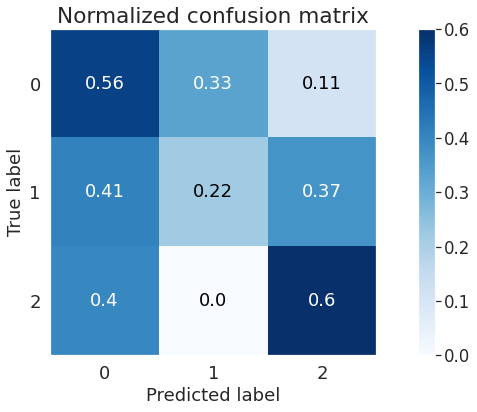 Normalized confusion matrix
0.6
0 0.56 0.33 0.11
0.5
0.4
True label
1 0.41 0.22 0.37
0.3
0.2
2 0.4 0.0 0.6
0.1
0.0
0 1 2
Predicted label